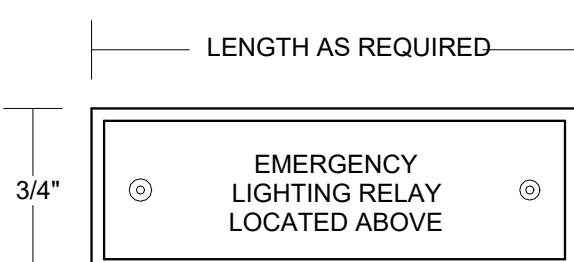 LENGTH AS REQUIRED
3/4"
EMERGENCY
LIGHTING RELAY
LOCATED ABOVE